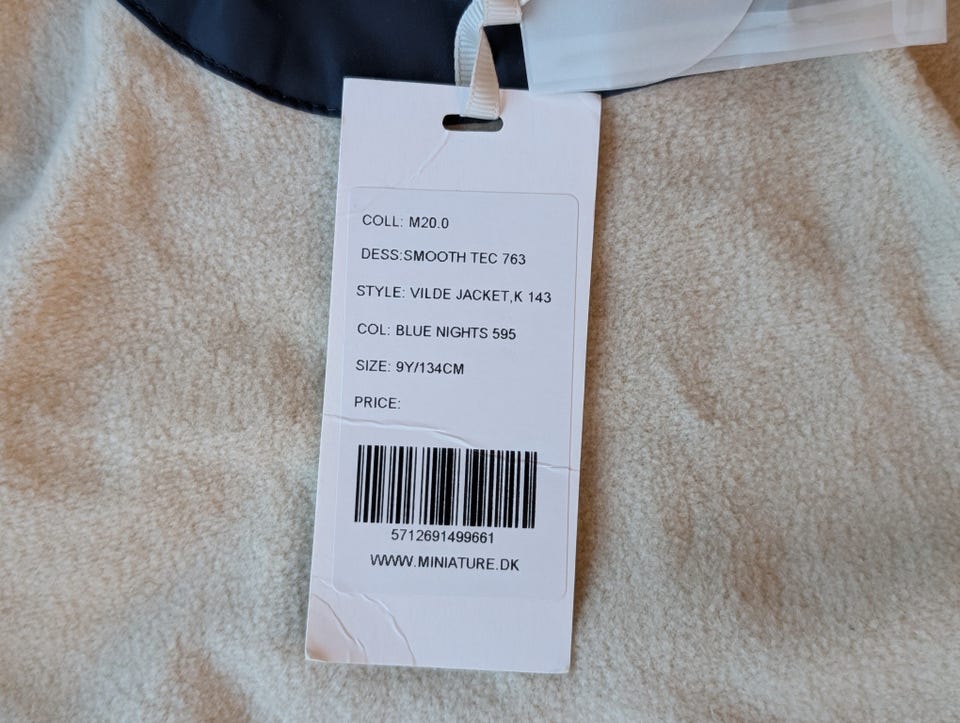 COLL: M20.0
DESS:SMOOTH TEC 763
STYLE: VILDE JACKET,K 143
COL: BLUE NIGHTS 595
SIZE: 9Y/134CM
PRICE:
5712691499661
WWW.MINIATURE.DK